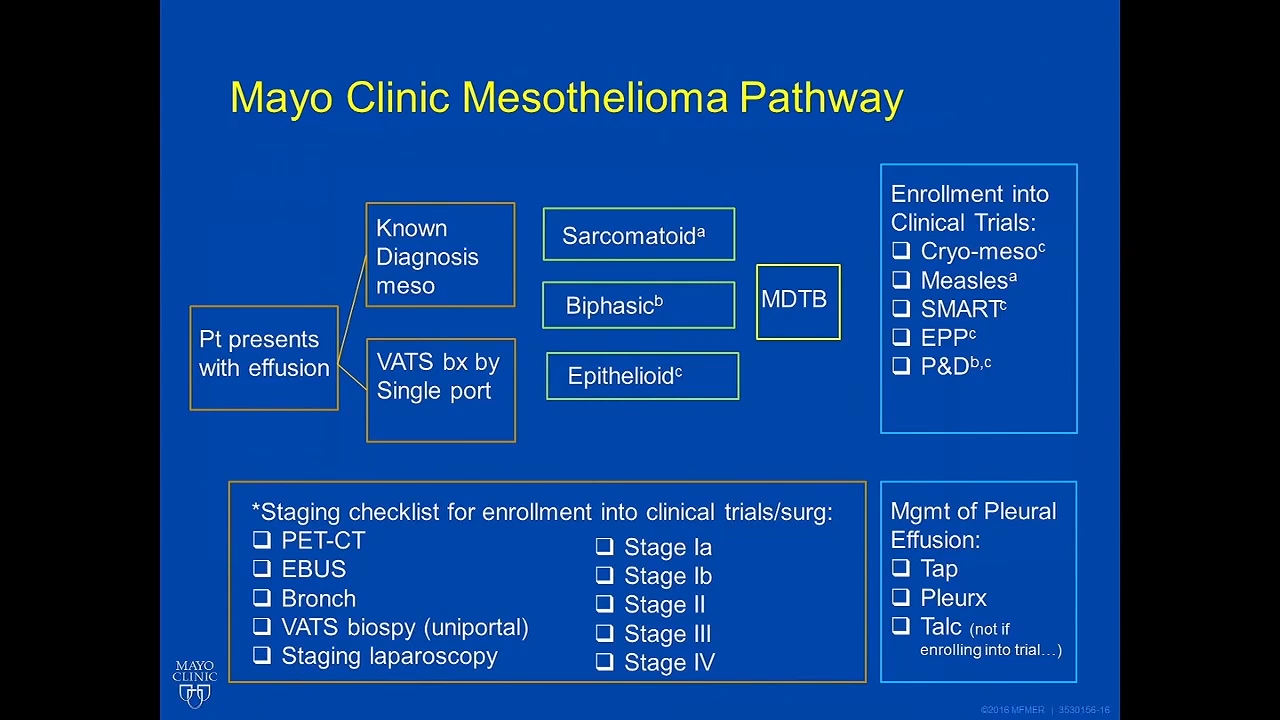 Mayo Clinic Mesothelioma Pathway
Pt presents
with effusion
Known
Diagnosis
meso
VATS bx by
Single port
Sarcomatoidᵃ
Biphasicᵇ
Epithelioidᶜ
MDTB
Enrollment into
Clinical Trials:
❑ Cryo-mesoᶜ
❑ Measlesᵃ
❑ SMARTᶜ
❑ EPPᶜ
❑ P&Dᵇ,ᶜ
*Staging checklist for enrollment into clinical trials/surg:
❑ PET-CT
❑ EBUS
❑ Bronch
❑ VATS biospy (uniportal)
❑ Staging laparoscopy
❑ Stage Ia
❑ Stage Ib
❑ Stage II
❑ Stage III
❑ Stage IV
Mgmt of Pleural
Effusion:
❑ Tap
❑ Pleurx
❑ Talc (not if
enrolling into trial…)
MAYO
CLINIC
©2016 MFMER | 3530156-16